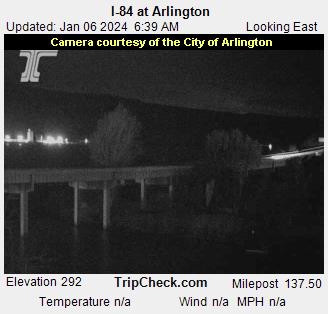 I-84 at Arlington
Updated: Jan 06 2024 6:39 AM Looking East
Camera courtesy of the City of Arlington
Elevation 292 TripCheck.com Milepost 137.50
Temperature n/a Wind n/a MPH n/a